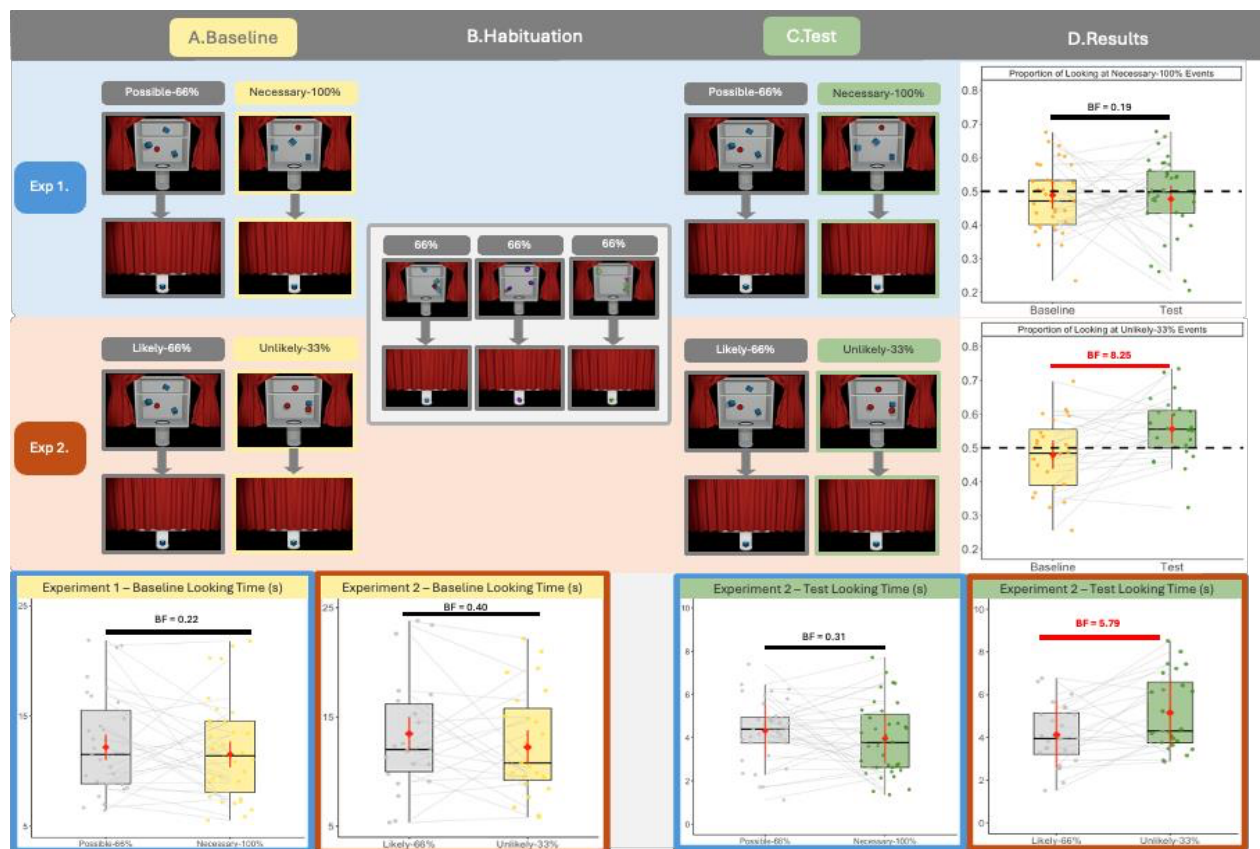 A.Baseline
B.Habituation
C.Test
D.Results
Exp 1.
Possible-66%
Necessary-100%
Possible-66%
Necessary-100%
Proportion of Looking at Necessary-100% Events
BF = 0.19
0.8
0.7
0.6
0.5
0.4
0.3
0.2
Baseline
Test
66%
66%
66%
Exp 2.
Likely-66%
Unlikely-33%
Likely-66%
Unlikely-33%
Proportion of Looking at Unlikely-33% Events
BF = 8.25
0.8
0.7
0.6
0.5
0.4
0.3
0.2
Baseline
Test
Experiment 1 – Baseline Looking Time (s)
BF = 0.22
25
15
5
Possible-66%
Necessary-100%
Experiment 2 – Baseline Looking Time (s)
BF = 0.40
25
15
5
Likely-66%
Unlikely-33%
Experiment 2 – Test Looking Time (s)
BF = 0.31
10
8
6
4
2
0
Possible-66%
Necessary-100%
Experiment 2 – Test Looking Time (s)
BF = 5.79
10
8
6
4
2
0
Likely-66%
Unlikely-33%